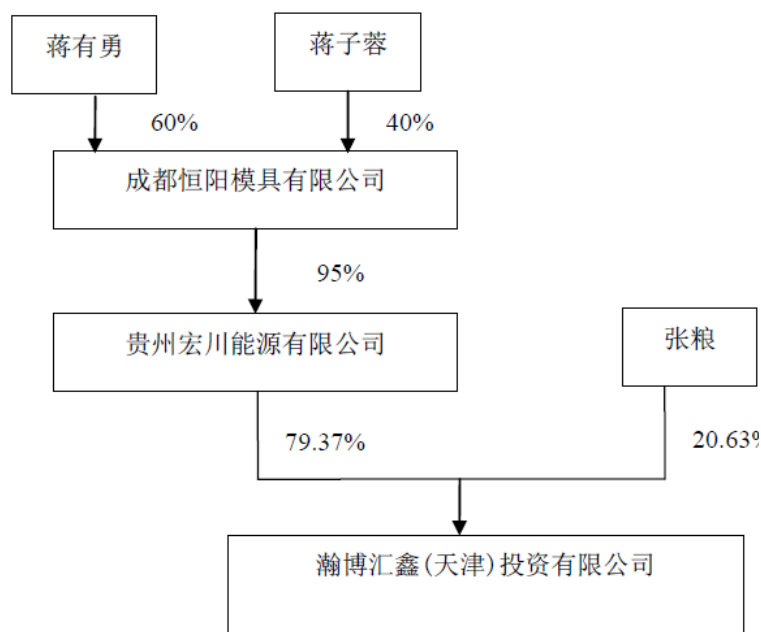 蒋有勇
蒋子蓉
60%
40%
成都恒阳模具有限公司
95%
贵州宏川能源有限公司
张粮
79.37%
20.63%
瀚博汇鑫(天津)投资有限公司